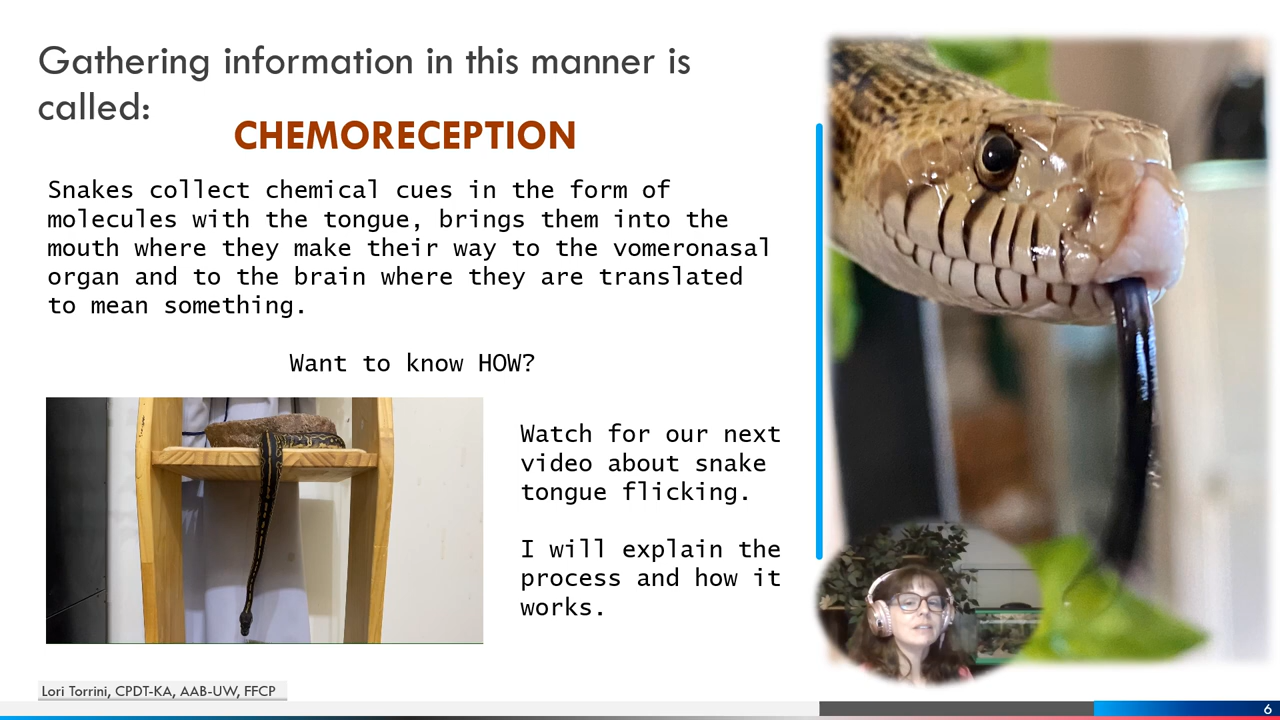 Gathering information in this manner is
called:
CHEMORECEPTION
Snakes collect chemical cues in the form of
molecules with the tongue, brings them into the
mouth where they make their way to the vomeronasal
organ and to the brain where they are translated
to mean something.
Want to know HOW?
Watch for our next
video about snake
tongue flicking.
I will explain the
process and how it
works.
Lori Torrini, CPDT-KA, AAB-UW, FFCP
6